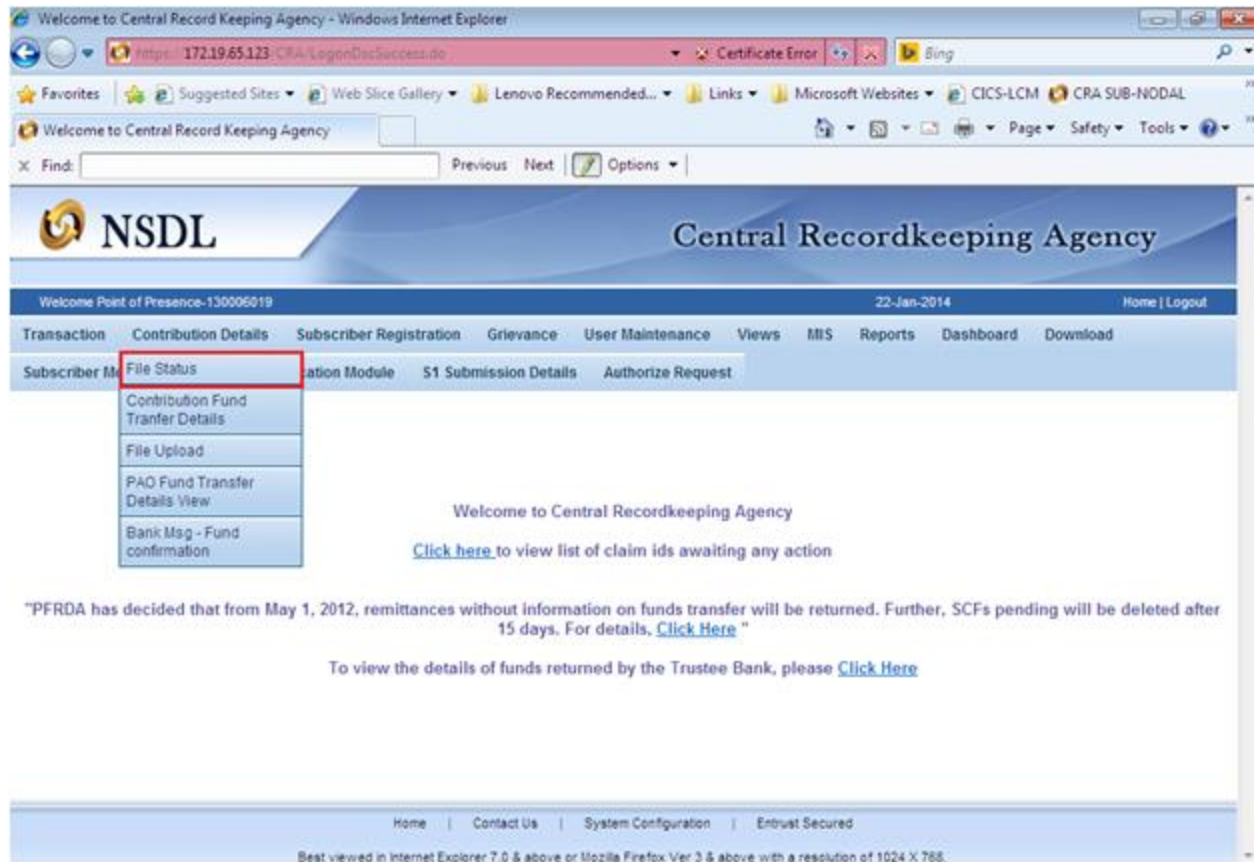 Welcome to Central Record Keeping Agency - Windows Internet Explorer
https: 172.19.65.123/CRA/LogonDscSuccess.do Certificate Error Bing
Favorites Suggested Sites Web Slice Gallery Lenovo Recommended... Links Microsoft Websites CICS-LCM CRA SUB-NODAL
Welcome to Central Record Keeping Agency Page Safety Tools
x Find: Previous Next Options
NSDL Central Recordkeeping Agency
Welcome Point of Presence-130006019 22-Jan-2014 Home | Logout
Transaction Contribution Details Subscriber Registration Grievance User Maintenance Views MIS Reports Dashboard Download
Subscriber M File Status ation Module S1 Submission Details Authorize Request
Contribution Fund
Tranfer Details
File Upload
PAO Fund Transfer
Details View
Bank Msg - Fund
confirmation
Welcome to Central Recordkeeping Agency
Click here to view list of claim ids awaiting any action
"PFRDA has decided that from May 1, 2012, remittances without information on funds transfer will be returned. Further, SCFs pending will be deleted after
15 days. For details, Click Here "
To view the details of funds returned by the Trustee Bank, please Click Here
Home | Contact Us | System Configuration | Entrust Secured
Best viewed in Internet Explorer 7.0 & above or Mozilla Firefox Ver 3 & above with a resolution of 1024 X 768.